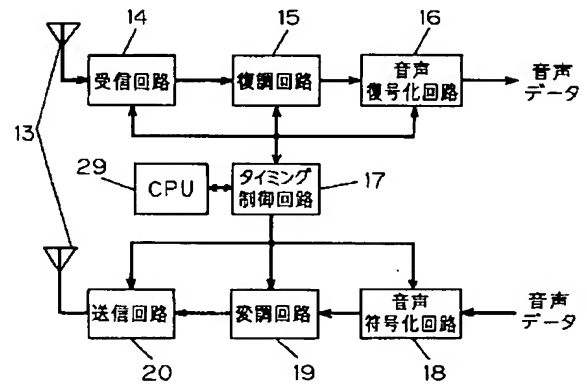 14
15
16
受信回路
復調回路
音声
復号化回路
音声
データ
13
29
CPU
タイミング
制御回路
17
送信回路
変調回路
音声
符号化回路
音声
データ
20
19
18